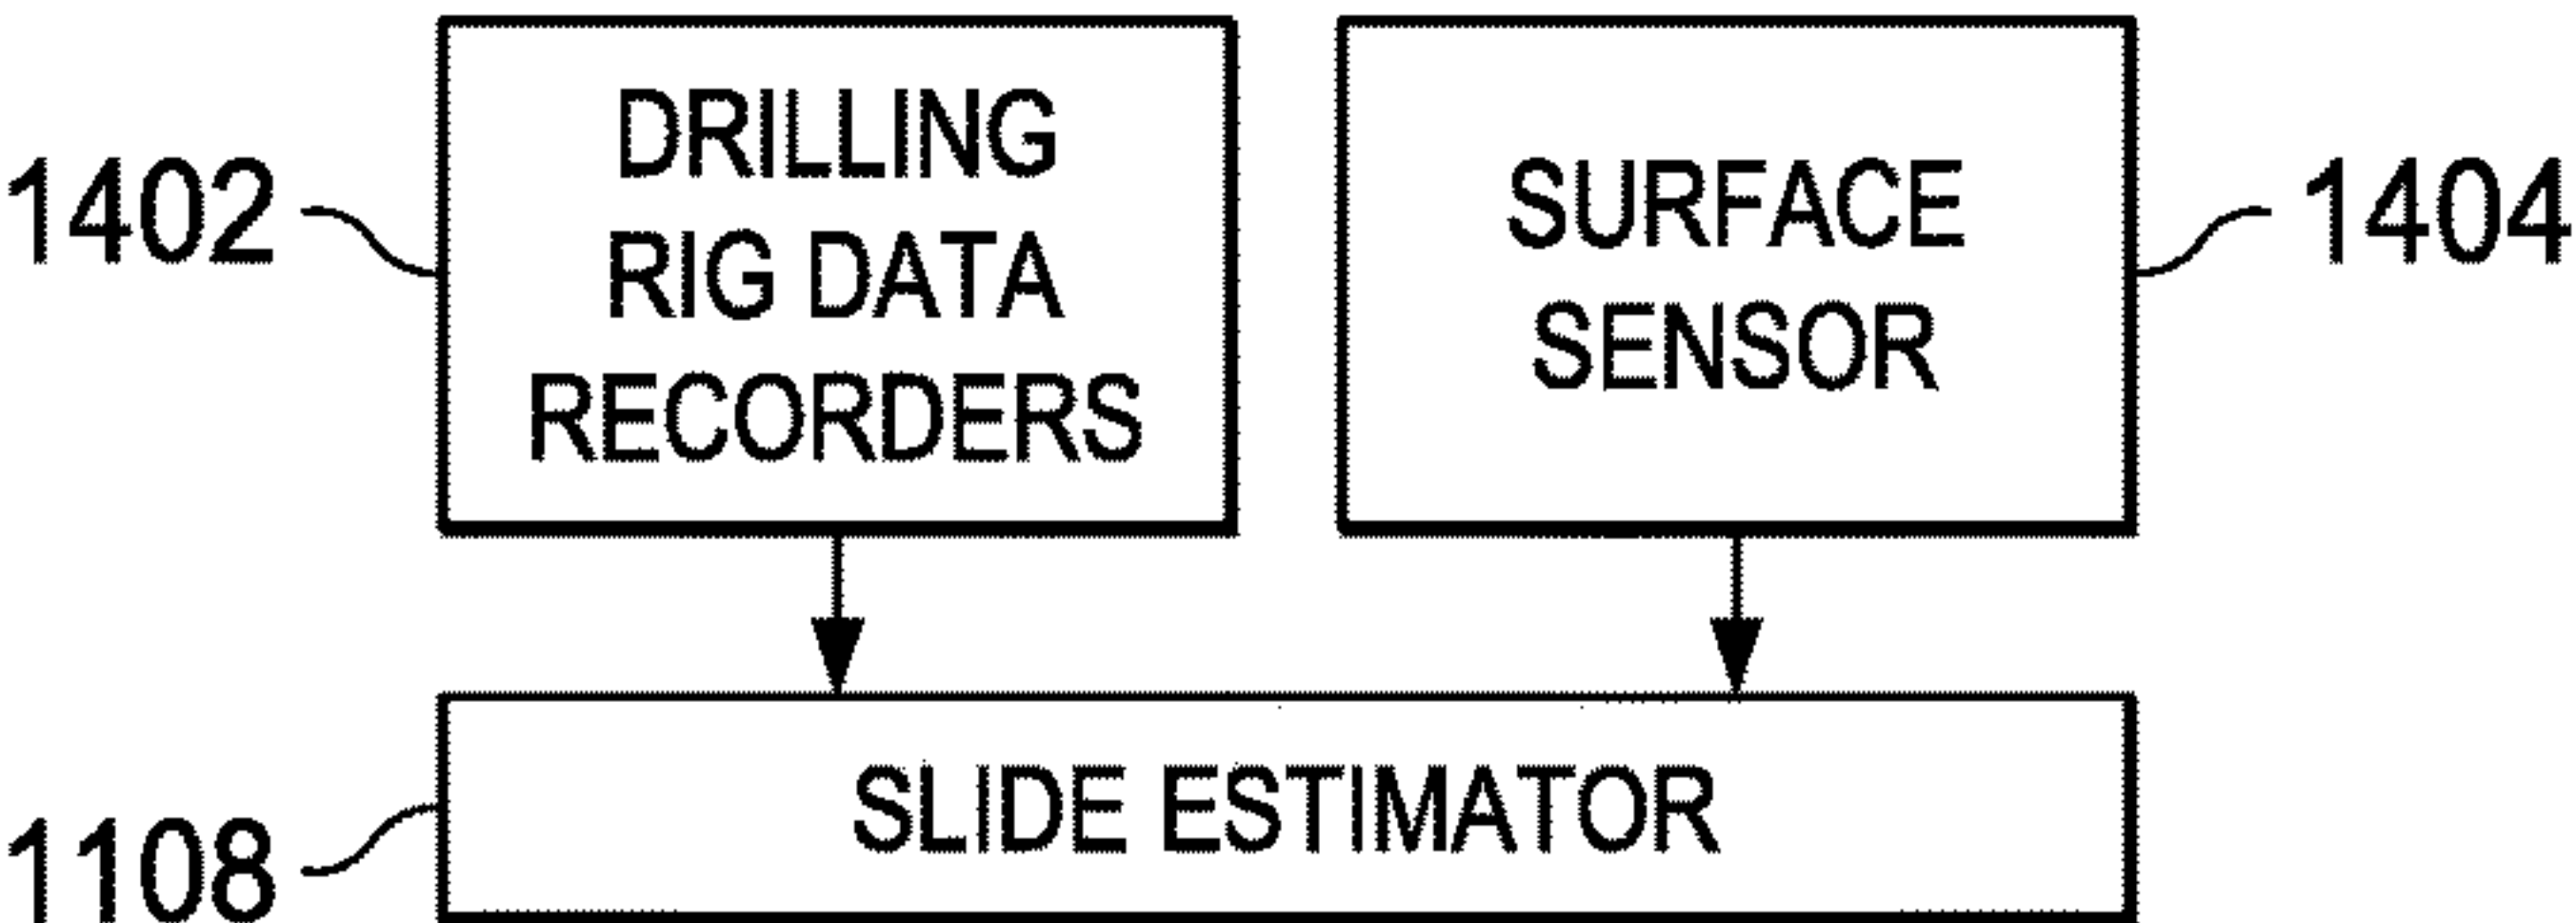 1402
DRILLING
RIG DATA
RECORDERS
SURFACE
SENSOR
1404
1108
SLIDE ESTIMATOR